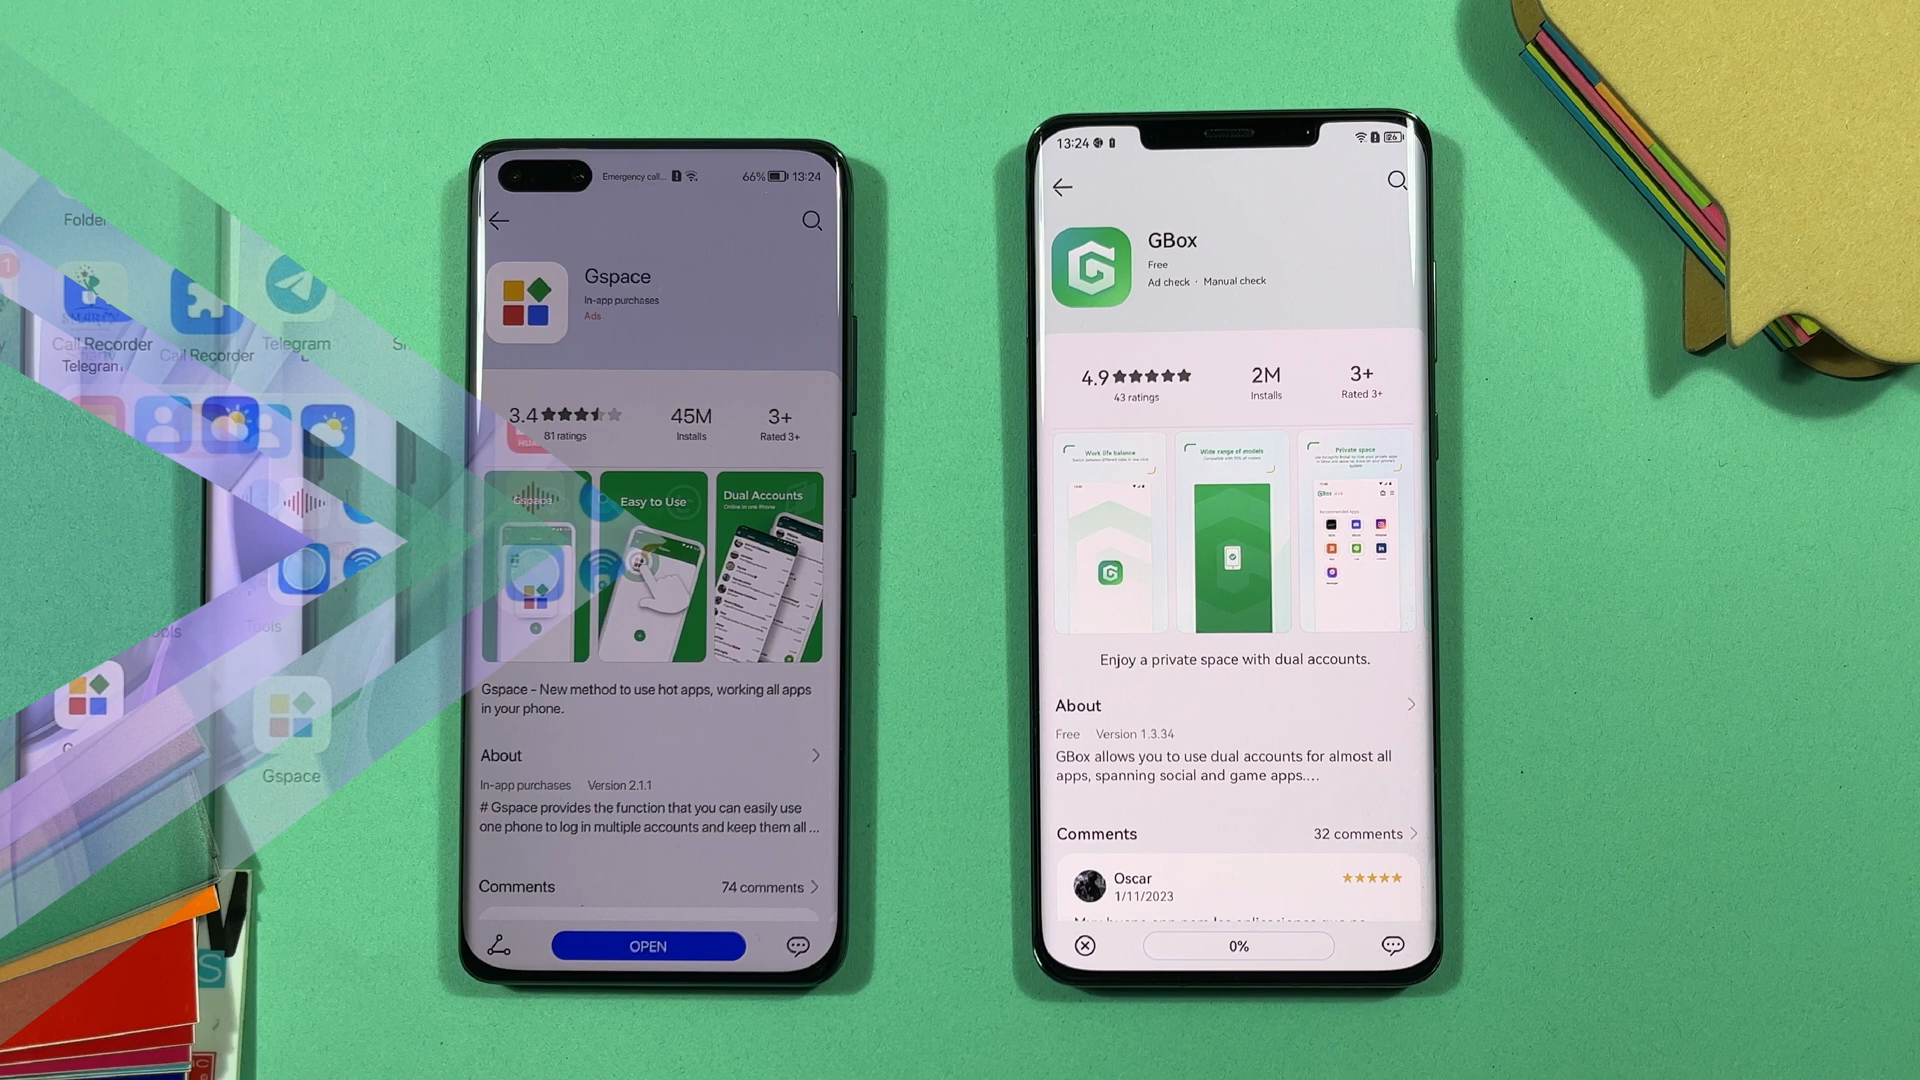 Folder
1
Call Recorder
Telegram
Call Recorder
Telegram
Tools
Gspace
Emergency call...
66%
13:24
Gspace
In-app purchases
Ads
3.4
81 ratings
45M
Installs
3+
Rated 3+
Gspace
Easy to Use
Dual Accounts
Online in one Phone
Gspace - New method to use hot apps, working all apps
in your phone.
About
In-app purchases Version 2.1.1
# Gspace provides the function that you can easily use
one phone to log in multiple accounts and keep them all ...
Comments
74 comments
OPEN
13:24
26
GBox
Free
Ad check · Manual check
4.9
43 ratings
2M
Installs
3+
Rated 3+
Work life balance
Wide range of models
Private space
GBox
Enjoy a private space with dual accounts.
About
Free Version 1.3.34
GBox allows you to use dual accounts for almost all
apps, spanning social and game apps....
Comments
32 comments
Oscar
1/11/2023
0%
S